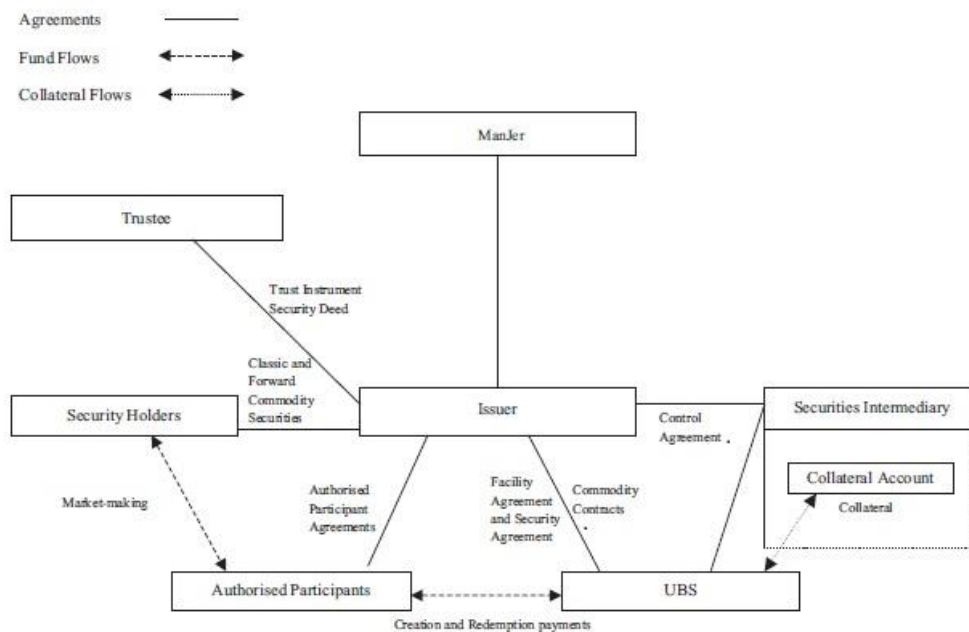 Agreements
Fund Flows
Collateral Flows
ManJer
Trustee
Trust Instrument
Security Deed
Classic and
Forward
Commodity
Securities
Security Holders
Issuer
Securities Intermediary
Control
Agreement
Collateral Account
Collateral
Market-making
Authorised
Participant
Agreements
Facility
Agreement
and Security
Agreement
Commodity
Contracts
Authorised Participants
UBS
Creation and Redemption payments